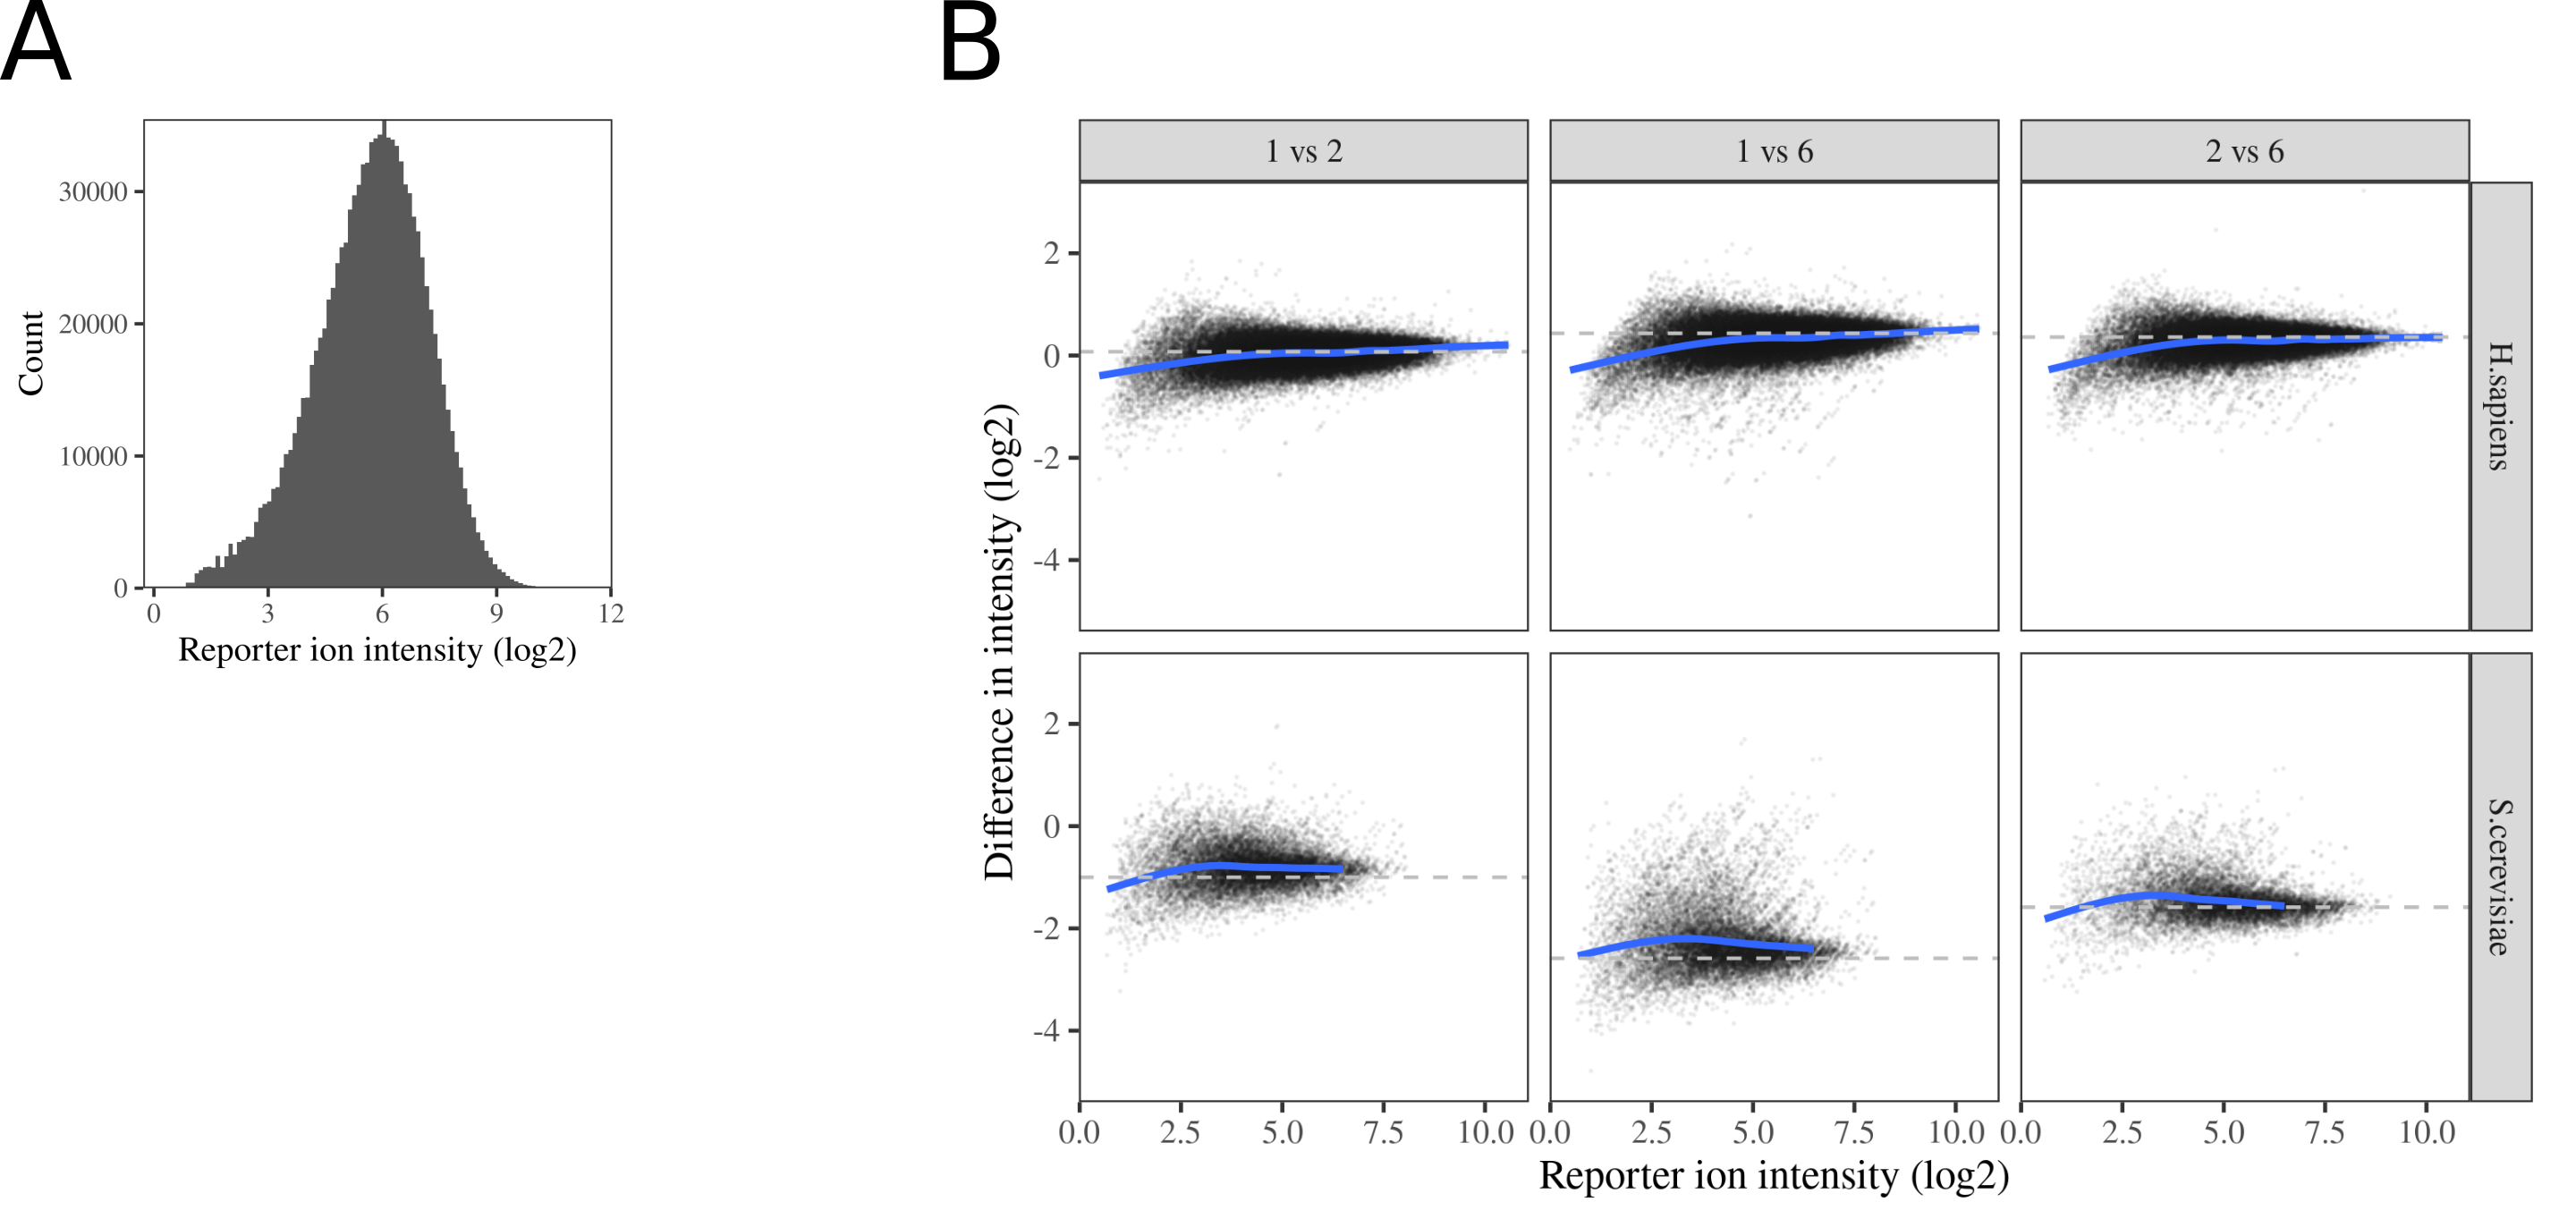 A
B
30000
20000
10000
0
Count
0 3 6 9 12
Reporter ion intensity (log2)
1 vs 2
1 vs 6
2 vs 6
2
0
-2
-4
H.sapiens
Difference in intensity (log2)
2
0
-2
-4
S.cerevisiae
0.0 2.5 5.0 7.5 10.0
0.0 2.5 5.0 7.5 10.0
0.0 2.5 5.0 7.5 10.0
Reporter ion intensity (log2)